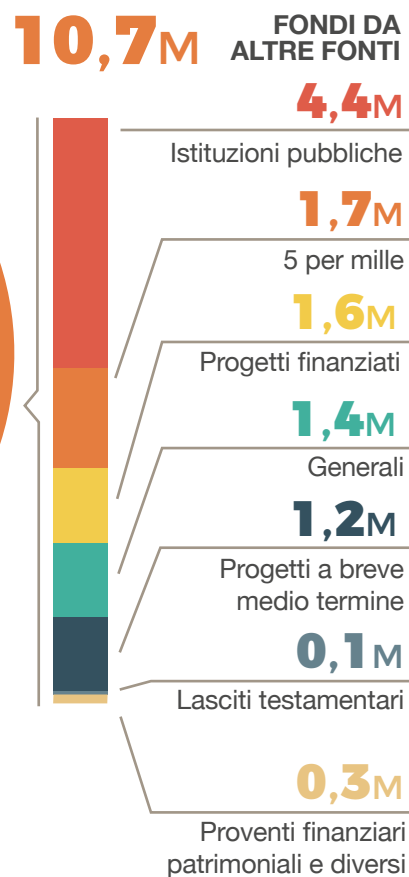 10,7M
FONDI DA
ALTRE FONTI
4,4M
Istituzioni pubbliche
1,7M
5 per mille
1,6M
Progetti finanziati
1,4M
Generali
1,2M
Progetti a breve
medio termine
0,1M
Lasciti testamentari
0,3M
Proventi finanziari
patrimoniali e diversi